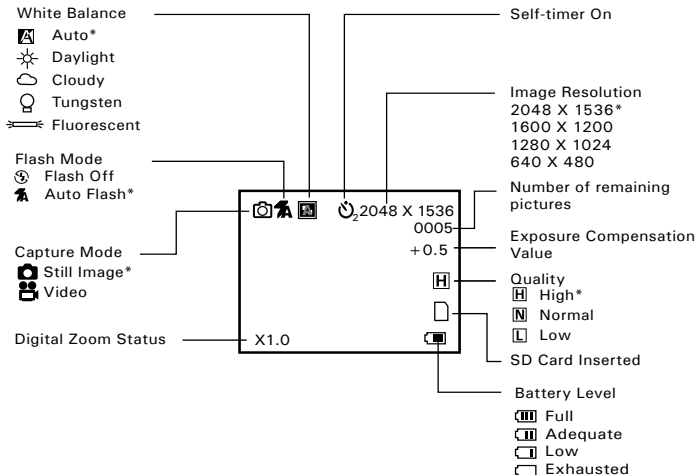 White Balance
Auto*
Daylight
Cloudy
Tungsten
Fluorescent
Flash Mode
Flash Off
Auto Flash*
Capture Mode
Still Image*
Video
Digital Zoom Status
A
A
2
2048 X 1536
0005
+0.5
H
X1.0
Self-timer On
Image Resolution
2048 X 1536*
1600 X 1200
1280 X 1024
640 X 480
Number of remaining
pictures
Exposure Compensation
Value
Quality
H High*
N Normal
L Low
SD Card Inserted
Battery Level
Full
Adequate
Low
Exhausted